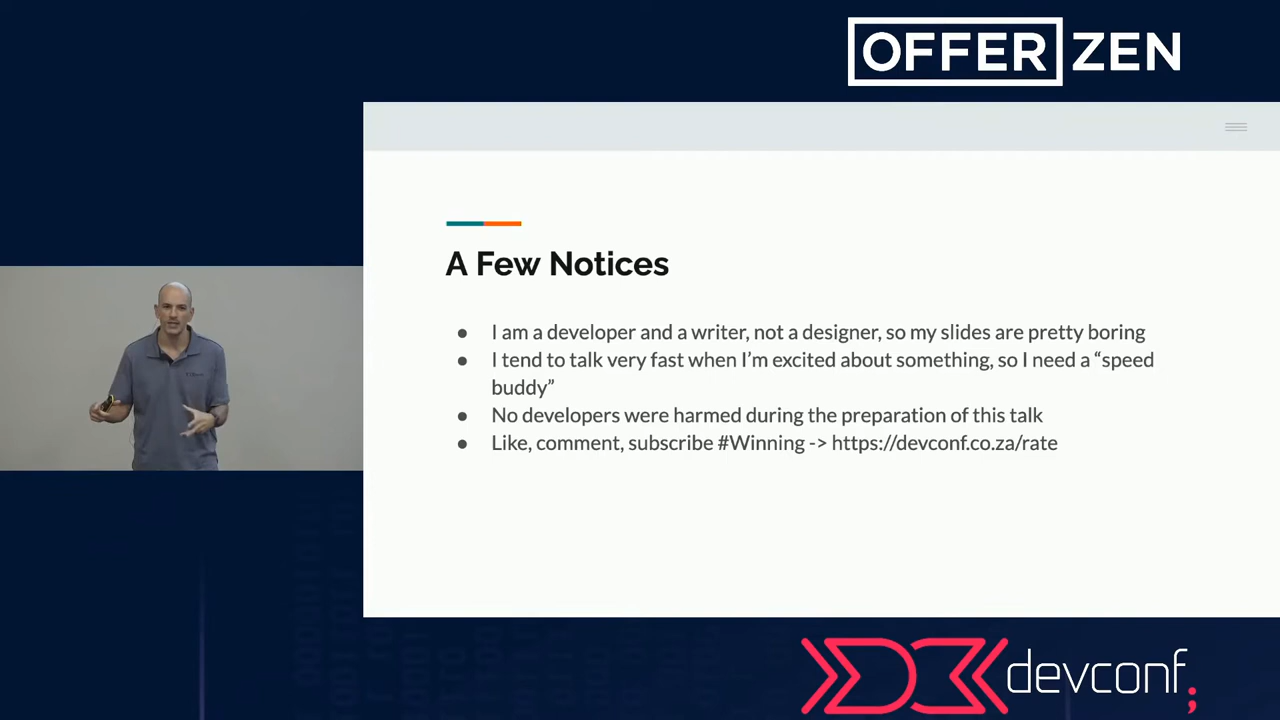 OFFERZEN
A Few Notices
● I am a developer and a writer, not a designer, so my slides are pretty boring
● I tend to talk very fast when I'm excited about something, so I need a “speed
buddy”
● No developers were harmed during the preparation of this talk
● Like, comment, subscribe #Winning -> https://devconf.co.za/rate
devconf;